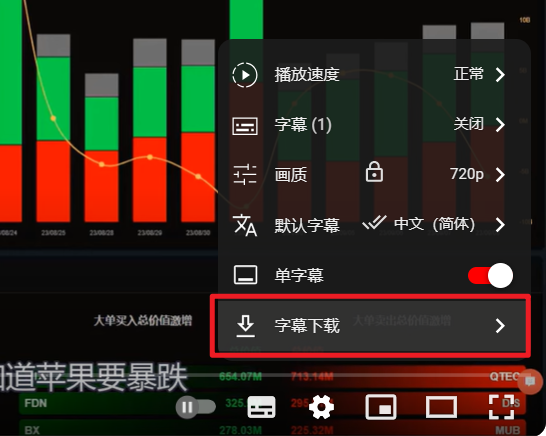 100
播放速度 正常
字幕 (1) 关闭
画质 720p
默认字幕 中文（简体）
单字幕
字幕下载
23/08/24 23/08/25 23/08/28 23/08/29 23/08/30
大单买入总价值激增 大单卖出总价值激增
知道苹果要暴跌
654.07M 713.14M QTEC
FDN 325. 295 DIS
BX 278.03M 225.32M MUB